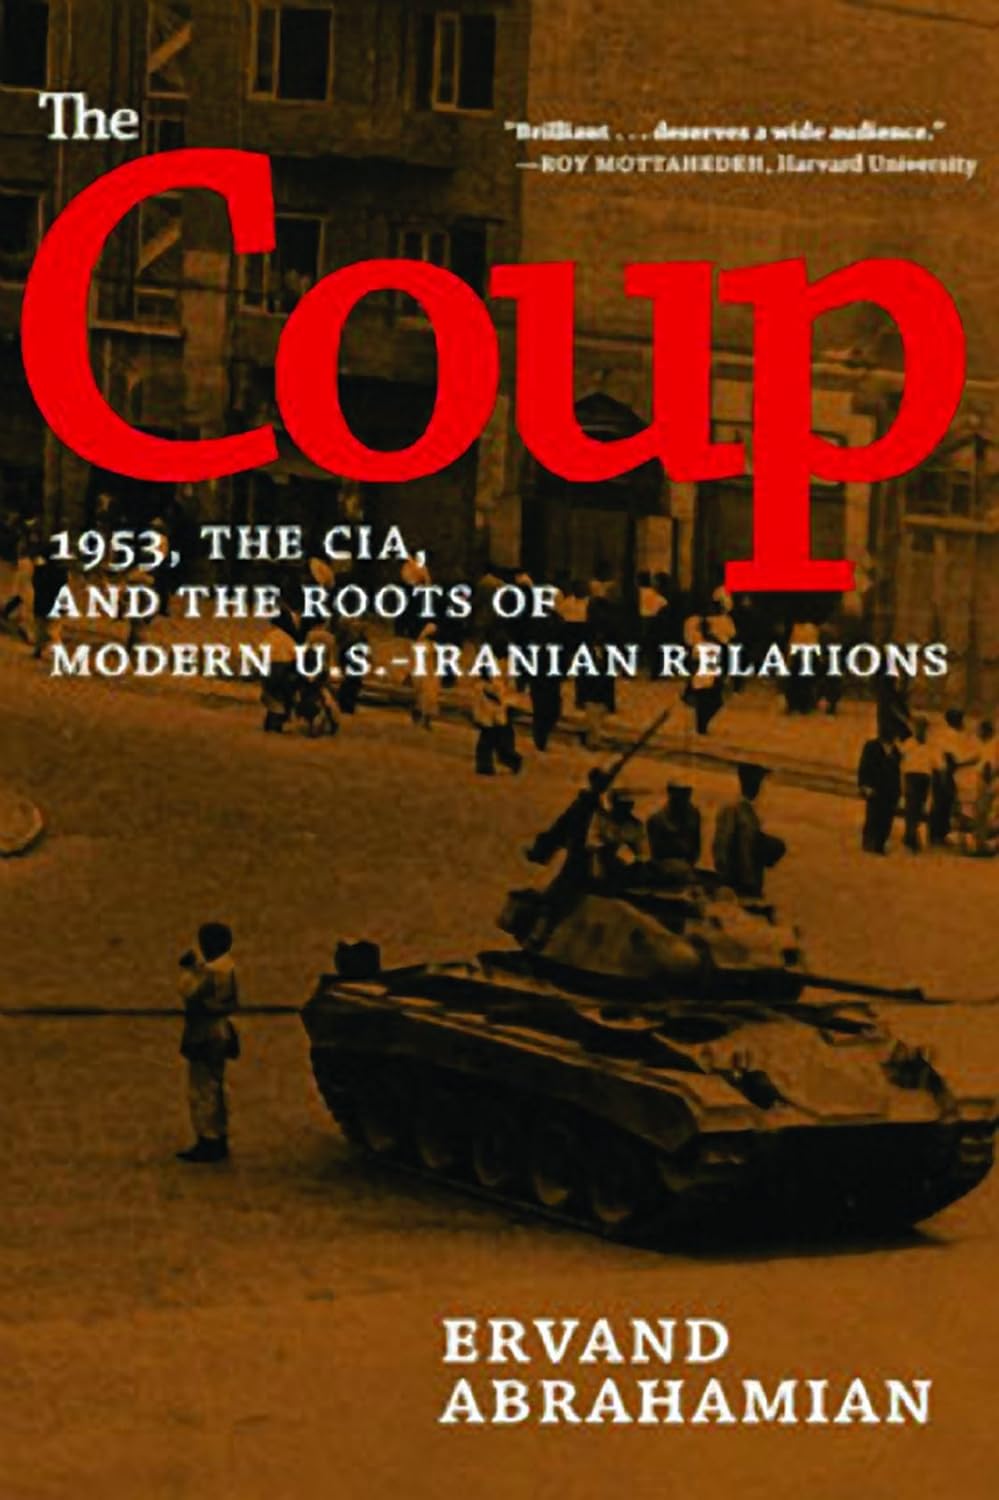 The
"Brilliant . . . deserves a wide audience."
—ROY MOTTAHEDEH, Harvard University
Coup
1953, THE CIA,
AND THE ROOTS OF
MODERN U.S.-IRANIAN RELATIONS
ERVAND
ABRAHAMIAN